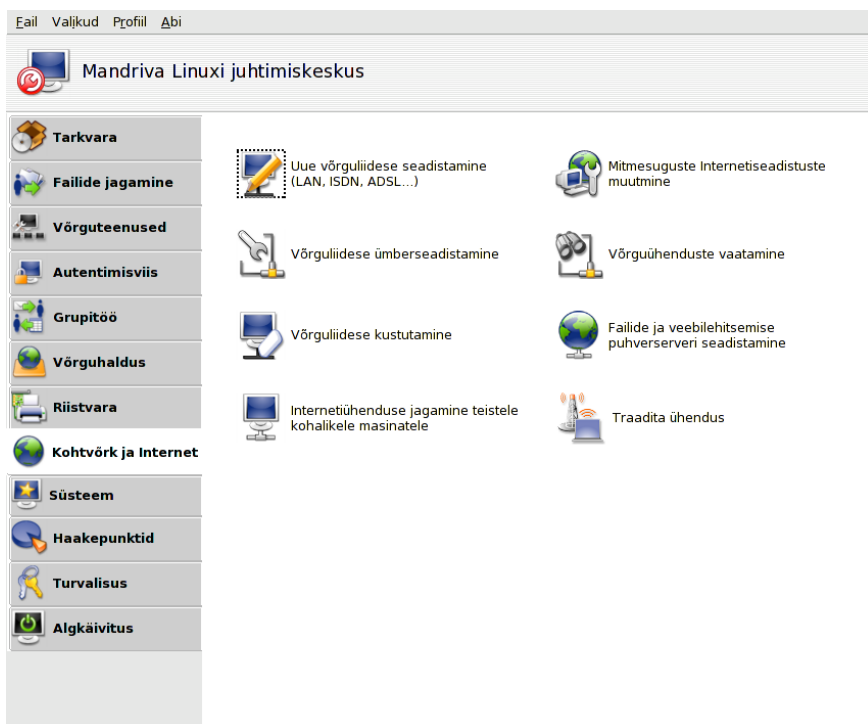 Fail Valikud Profiil Abi
Mandriva Linuxi juhtimiskeskus
Tarkvara
Failide jagamine
Võrguteenused
Autentimisviis
Grupitöö
Võrguhaldus
Riistvara
Kohtvõrk ja Internet
Süsteem
Haakepunktid
Turvalisus
Algkäivitus
Uue võrguliidese seadistamine
(LAN, ISDN, ADSL...)
Mitmesuguste Internetiseadistuste
muutmine
Võrguliidese ümberseadistamine
Võrguühenduste vaatamine
Võrguliidese kustutamine
Failide ja veebilehitsemise
puhverserveri seadistamine
Internetiühenduse jagamine teistele
kohalikele masinatele
Traadita ühendus